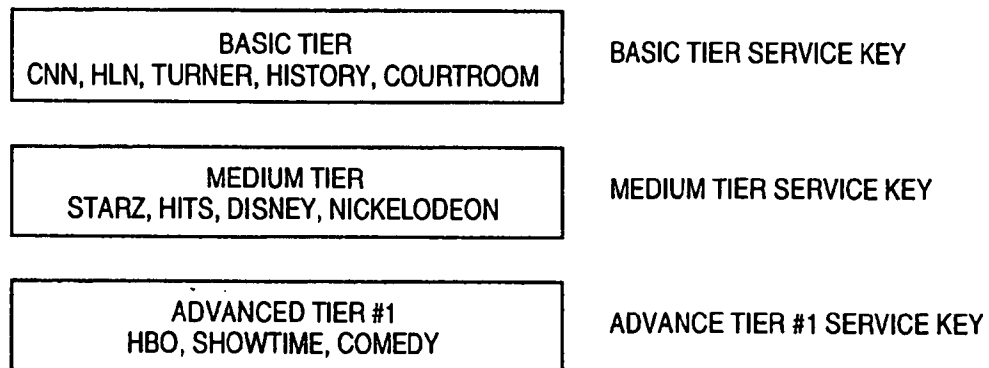 BASIC TIER
CNN, HLN, TURNER, HISTORY, COURTROOM
BASIC TIER SERVICE KEY
MEDIUM TIER
STARZ, HITS, DISNEY, NICKELODEON
MEDIUM TIER SERVICE KEY
ADVANCED TIER #1
HBO, SHOWTIME, COMEDY
ADVANCE TIER #1 SERVICE KEY